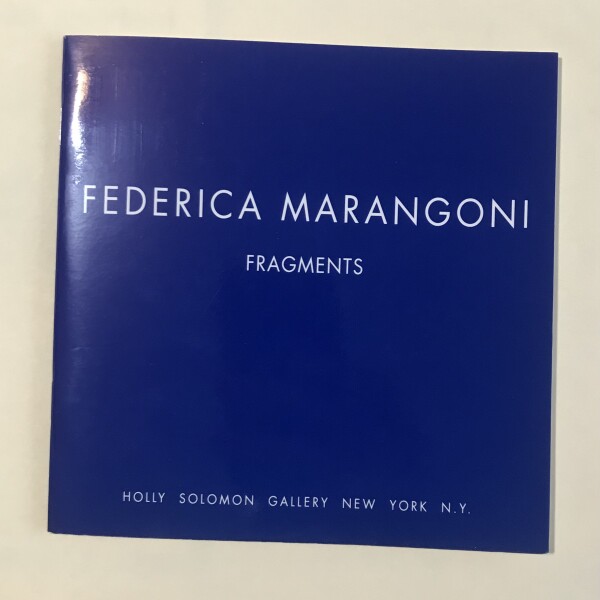 FEDERICA MARANGONI
FRAGMENTS
HOLLY SOLOMON GALLERY NEW YORK N.Y.